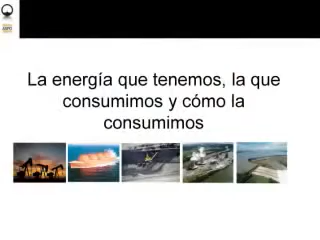 La energía que tenemos, la que
consumimos y cómo la
consumimos